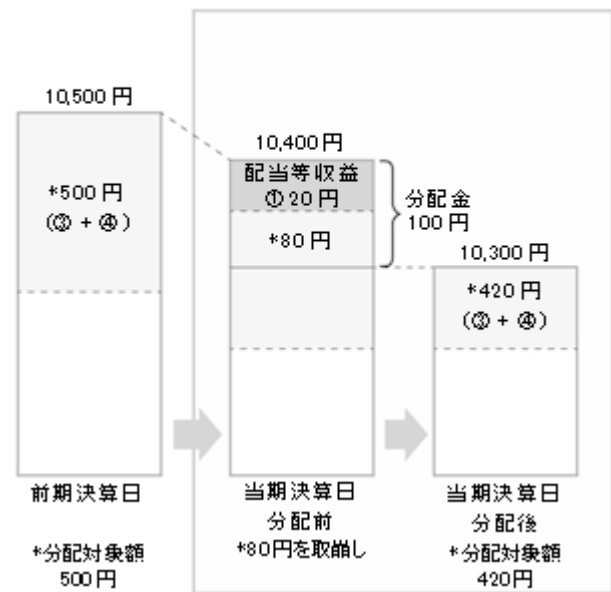 10,500円
*500円
(③+④)
前期決算日
*分配対象額
500円
10,400円
配当等収益
①20円
*80円
分配金
100円
当期決算日
分配前
*80円を取崩し
10,300円
*420円
(③+④)
当期決算日
分配後
*分配対象額
420円